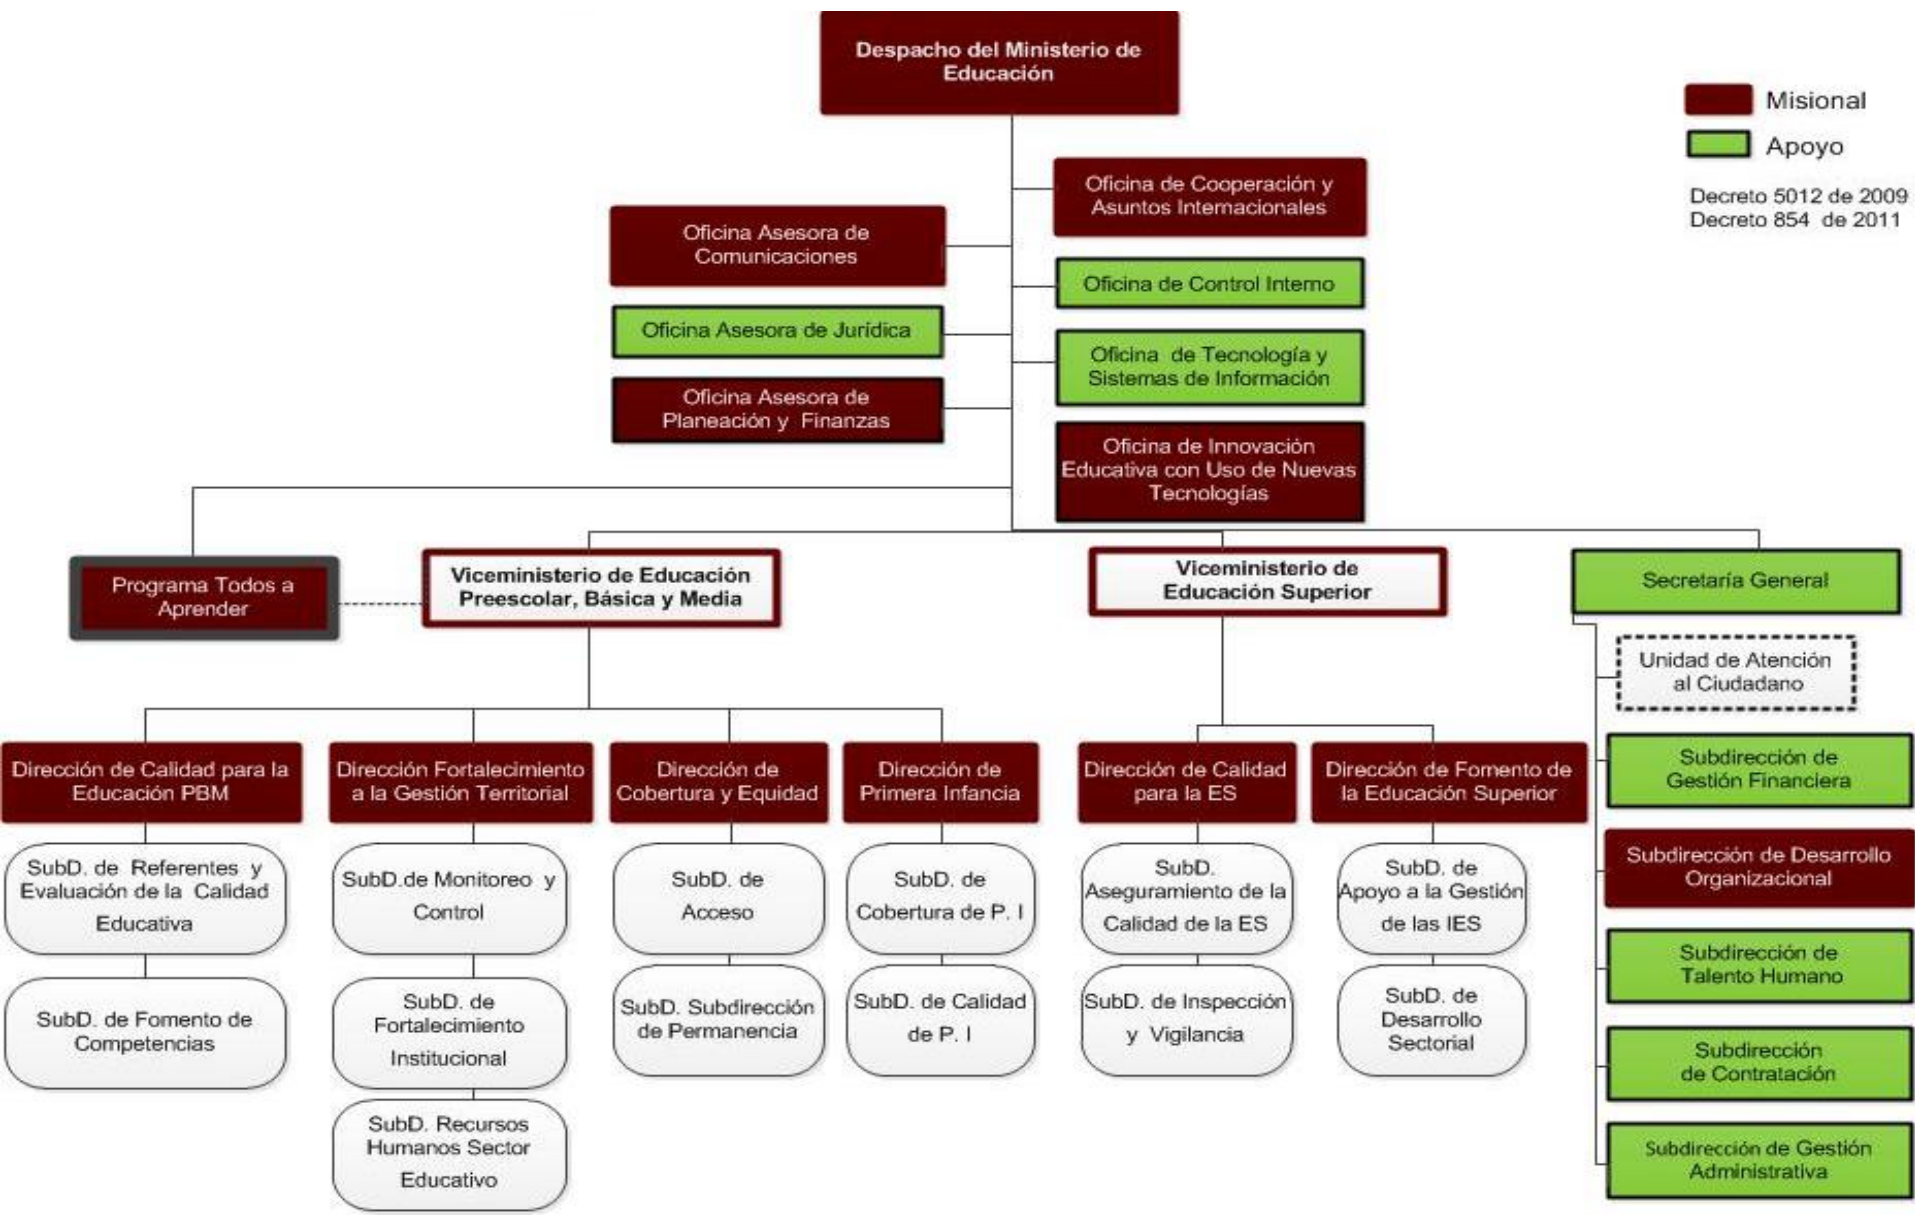 Despacho del Ministerio de
Educación
Misional
Apoyo
Decreto 5012 de 2009
Decreto 854 de 2011
Oficina de Cooperación y
Asuntos Internacionales
Oficina Asesora de
Comunicaciones
Oficina de Control Interno
Oficina Asesora de Jurídica
Oficina de Tecnología y
Sistemas de Información
Oficina Asesora de
Planeación y Finanzas
Oficina de Innovación
Educativa con Uso de Nuevas
Tecnologías
Programa Todos a
Aprender
Viceministerio de Educación
Preescolar, Básica y Media
Viceministerio de
Educación Superior
Secretaría General
Unidad de Atención
al Ciudadano
Subdirección de
Gestión Financiera
Subdirección de Desarrollo
Organizacional
Subdirección de
Talento Humano
Subdirección
de Contratación
Subdirección de Gestión
Administrativa
Dirección de Calidad para la
Educación PBM
SubD. de Referentes y
Evaluación de la Calidad
Educativa
SubD. de Fomento de
Competencias
Dirección Fortalecimiento
a la Gestión Territorial
SubD.de Monitoreo y
Control
SubD. de
Fortalecimiento
Institucional
SubD. Recursos
Humanos Sector
Educativo
Dirección de
Cobertura y Equidad
SubD. de
Acceso
SubD. Subdirección
de Permanencia
Dirección de
Primera Infancia
SubD. de
Cobertura de P. I
SubD. de Calidad
de P. I
Dirección de Calidad
para la ES
SubD.
Aseguramiento de la
Calidad de la ES
SubD. de Inspección
y Vigilancia
Dirección de Fomento de
la Educación Superior
SubD. de
Apoyo a la Gestión
de las IES
SubD. de
Desarrollo
Sectorial